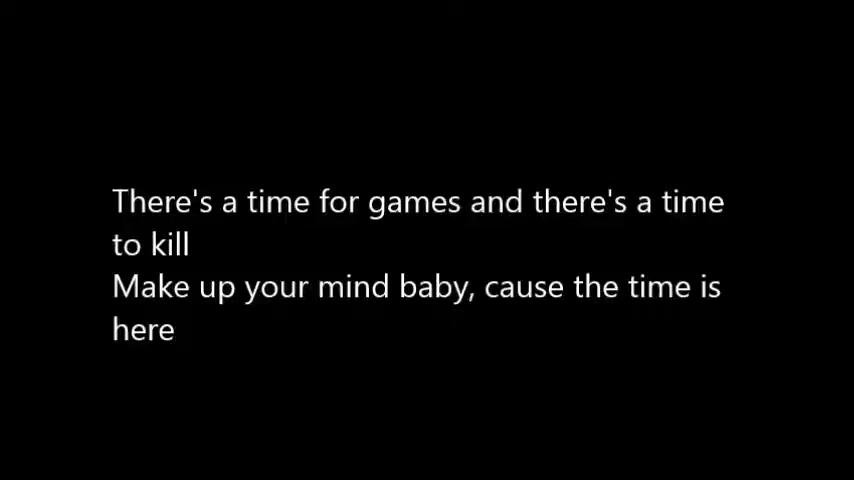 There's a time for games and there's a time
to kill
Make up your mind baby, cause the time is
here